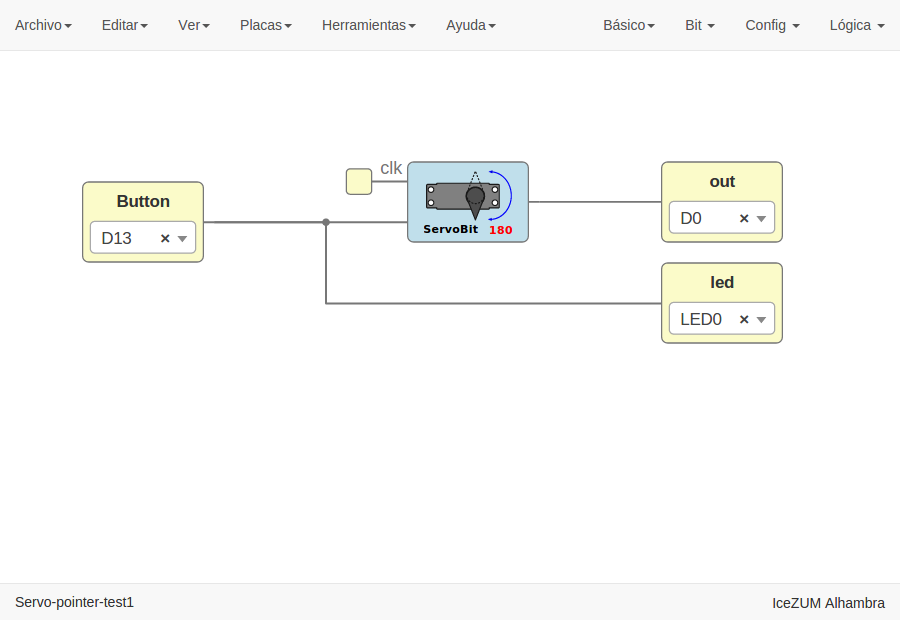 Archivo Editar Ver Placas Herramientas Ayuda Básico Bit Config Lógica
clk
Button
D13 ×
ServoBit 180
out
D0 ×
led
LED0 ×
Servo-pointer-test1 IceZUM Alhambra